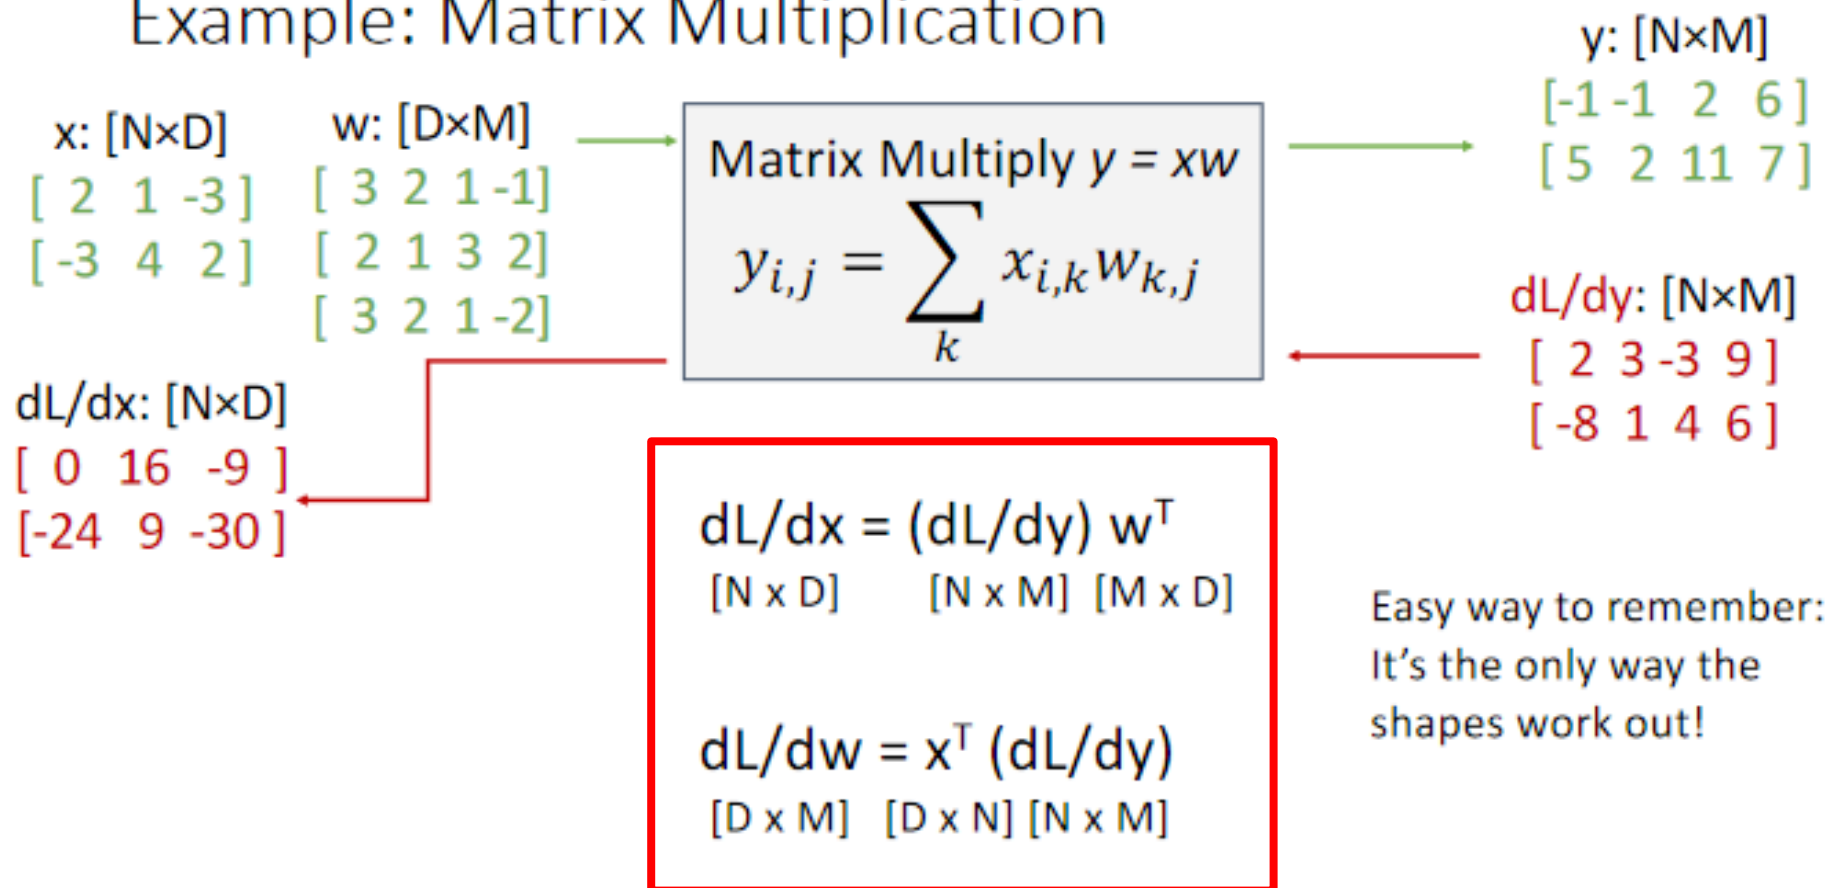 Example: Matrix Multiplication
x: [N×D]
[ 2 1 -3 ]
[ -3 4 2 ]
w: [D×M]
[ 3 2 1 -1]
[ 2 1 3 2]
[ 3 2 1 -2]
Matrix Multiply y = xw
y_{i,j} = ∑_k x_{i,k}w_{k,j}
y: [N×M]
[-1 -1 2 6 ]
[ 5 2 11 7 ]
dL/dy: [N×M]
[ 2 3 -3 9 ]
[ -8 1 4 6 ]
dL/dx: [N×D]
[ 0 16 -9 ]
[-24 9 -30 ]
dL/dx = (dL/dy) wᵀ
[N x D] [N x M] [M x D]
dL/dw = xᵀ (dL/dy)
[D x M] [D x N] [N x M]
Easy way to remember:
It's the only way the
shapes work out!